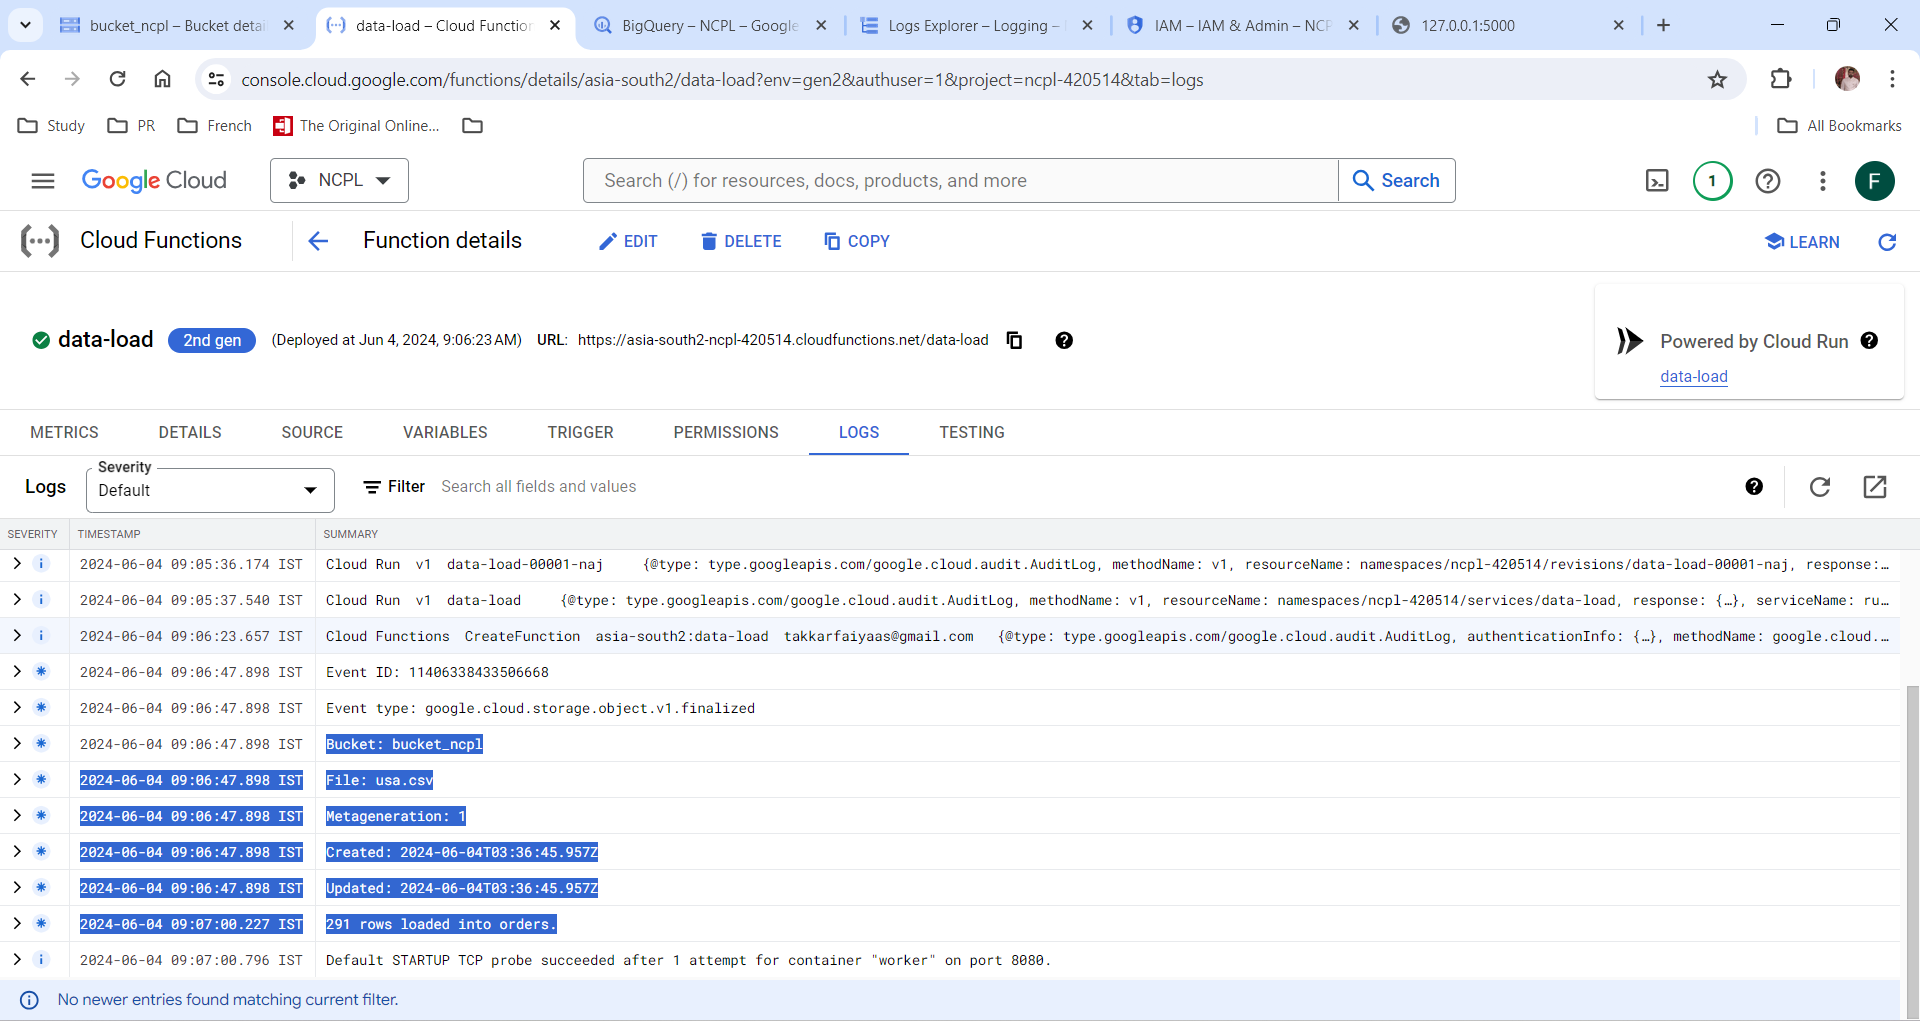 bucket_ncpl – Bucket detai
data-load – Cloud Function
BigQuery – NCPL – Google
Logs Explorer – Logging –
IAM – IAM & Admin – NCP
127.0.0.1:5000
console.cloud.google.com/functions/details/asia-south2/data-load?env=gen2&authuser=1&project=ncpl-420514&tab=logs
Study PR French The Original Online... All Bookmarks
Google Cloud NCPL Search (/) for resources, docs, products, and more Search 1 F
Cloud Functions Function details EDIT DELETE COPY LEARN
data-load 2nd gen (Deployed at Jun 4, 2024, 9:06:23 AM) URL: https://asia-south2-ncpl-420514.cloudfunctions.net/data-load
Powered by Cloud Run
data-load
METRICS DETAILS SOURCE VARIABLES TRIGGER PERMISSIONS LOGS TESTING
Severity
Logs Default Filter Search all fields and values
SEVERITY TIMESTAMP SUMMARY
2024-06-04 09:05:36.174 IST Cloud Run v1 data-load-00001-naj {@type: type.googleapis.com/google.cloud.audit.AuditLog, methodName: v1, resourceName: namespaces/ncpl-420514/revisions/data-load-00001-naj, response:…
2024-06-04 09:05:37.540 IST Cloud Run v1 data-load {@type: type.googleapis.com/google.cloud.audit.AuditLog, methodName: v1, resourceName: namespaces/ncpl-420514/services/data-load, response: {…}, serviceName: ru…
2024-06-04 09:06:23.657 IST Cloud Functions CreateFunction asia-south2:data-load takkarfaiyaas@gmail.com {@type: type.googleapis.com/google.cloud.audit.AuditLog, authenticationInfo: {…}, methodName: google.cloud.…
2024-06-04 09:06:47.898 IST Event ID: 11406338433506668
2024-06-04 09:06:47.898 IST Event type: google.cloud.storage.object.v1.finalized
2024-06-04 09:06:47.898 IST Bucket: bucket_ncpl
2024-06-04 09:06:47.898 IST File: usa.csv
2024-06-04 09:06:47.898 IST Metageneration: 1
2024-06-04 09:06:47.898 IST Created: 2024-06-04T03:36:45.957Z
2024-06-04 09:06:47.898 IST Updated: 2024-06-04T03:36:45.957Z
2024-06-04 09:07:00.227 IST 291 rows loaded into orders.
2024-06-04 09:07:00.796 IST Default STARTUP TCP probe succeeded after 1 attempt for container "worker" on port 8080.
No newer entries found matching current filter.